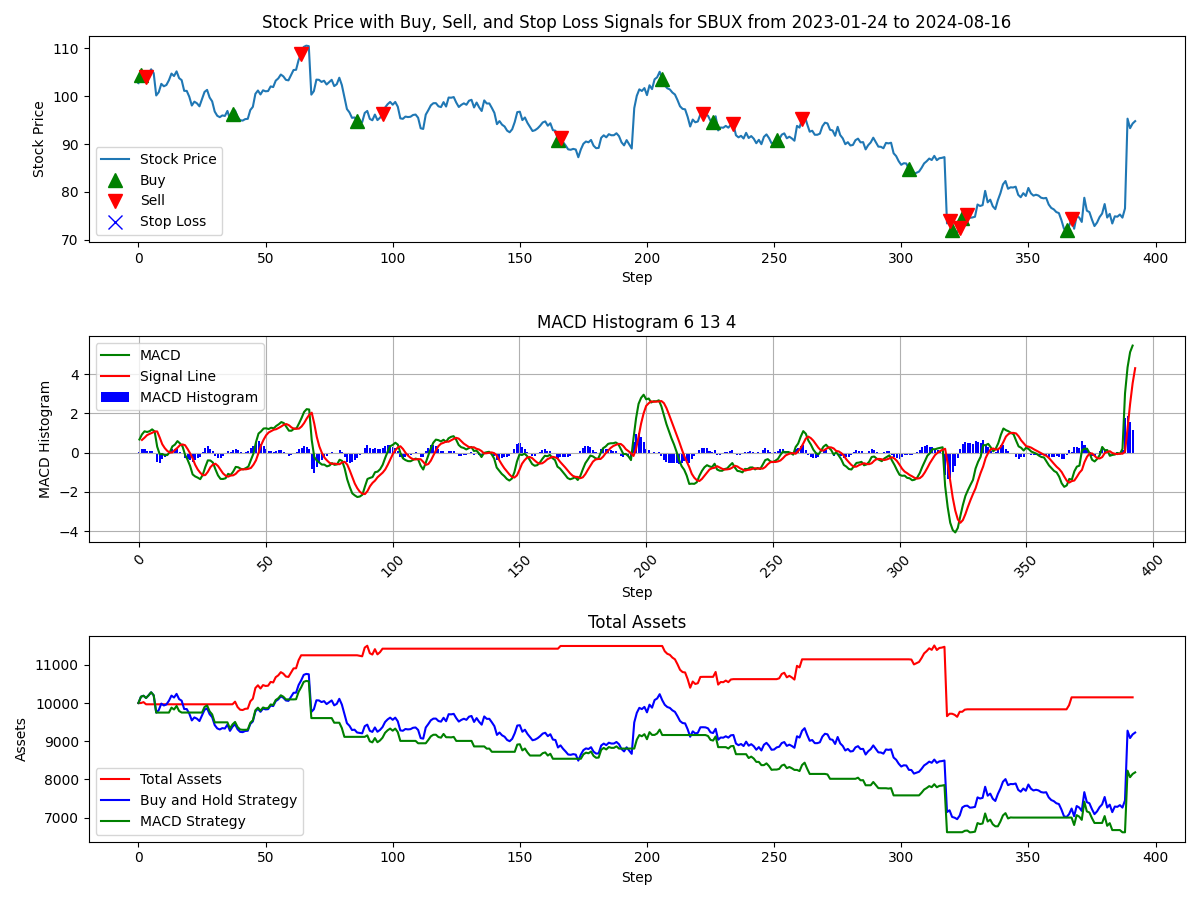 Stock Price with Buy, Sell, and Stop Loss Signals for SBUX from 2023-01-24 to 2024-08-16
110
100
90
80
70
Stock Price
Stock Price
Buy
Sell
Stop Loss
0 50 100 150 200 250 300 350 400
Step
MACD Histogram 6 13 4
4
2
0
−2
−4
MACD Histogram
MACD
Signal Line
MACD Histogram
0 50 100 150 200 250 300 350 400
Step
Total Assets
11000
10000
9000
8000
7000
Assets
Total Assets
Buy and Hold Strategy
MACD Strategy
0 50 100 150 200 250 300 350 400
Step